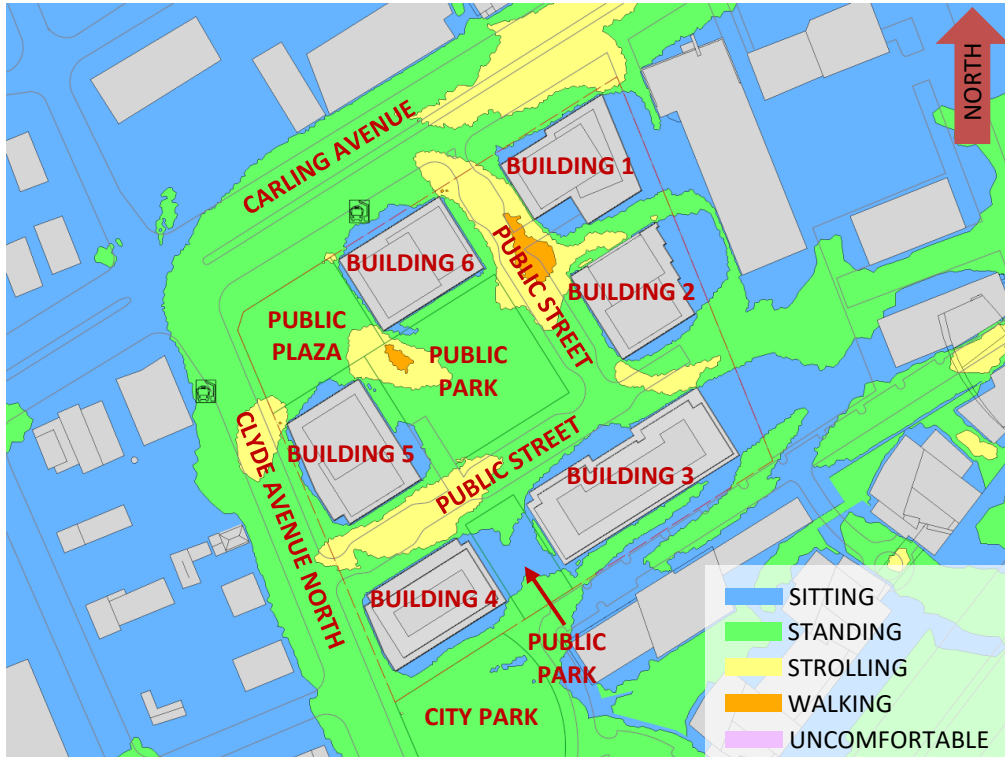 NORTH
CARLING AVENUE
BUILDING 1
BUILDING 6
PUBLIC STREET
BUILDING 2
PUBLIC
PLAZA
PUBLIC
PARK
CLYDE AVENUE NORTH
BUILDING 5
PUBLIC STREET
BUILDING 3
BUILDING 4
PUBLIC
PARK
CITY PARK
SITTING
STANDING
STROLLING
WALKING
UNCOMFORTABLE